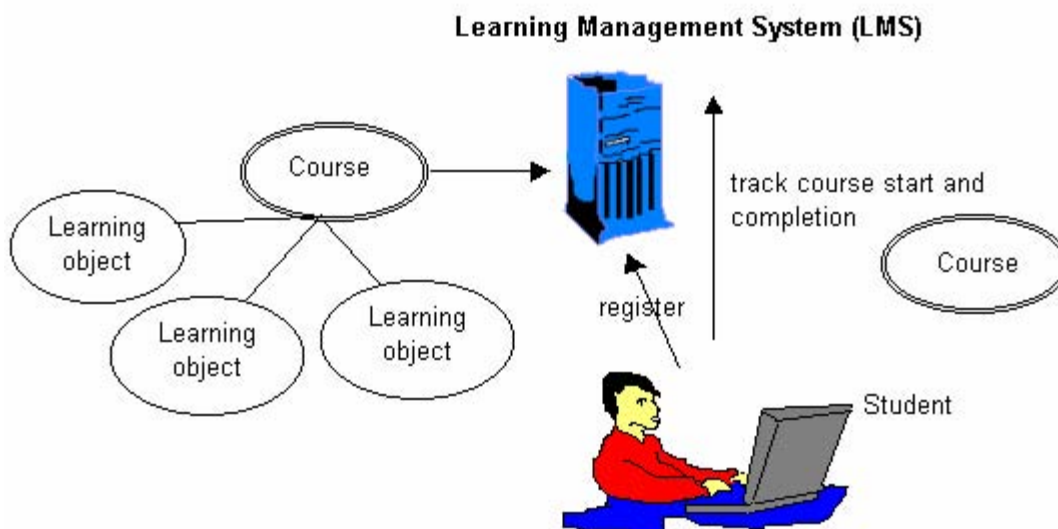 Learning Management System (LMS)
Course
Learning
object
Learning
object
Learning
object
track course start and
completion
Course
register
Student